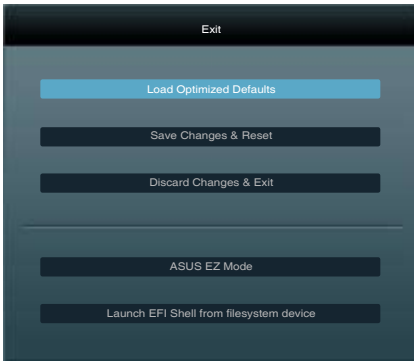 Exit
Load Optimized Defaults
Save Changes & Reset
Discard Changes & Exit
ASUS EZ Mode
Launch EFI Shell from filesystem device